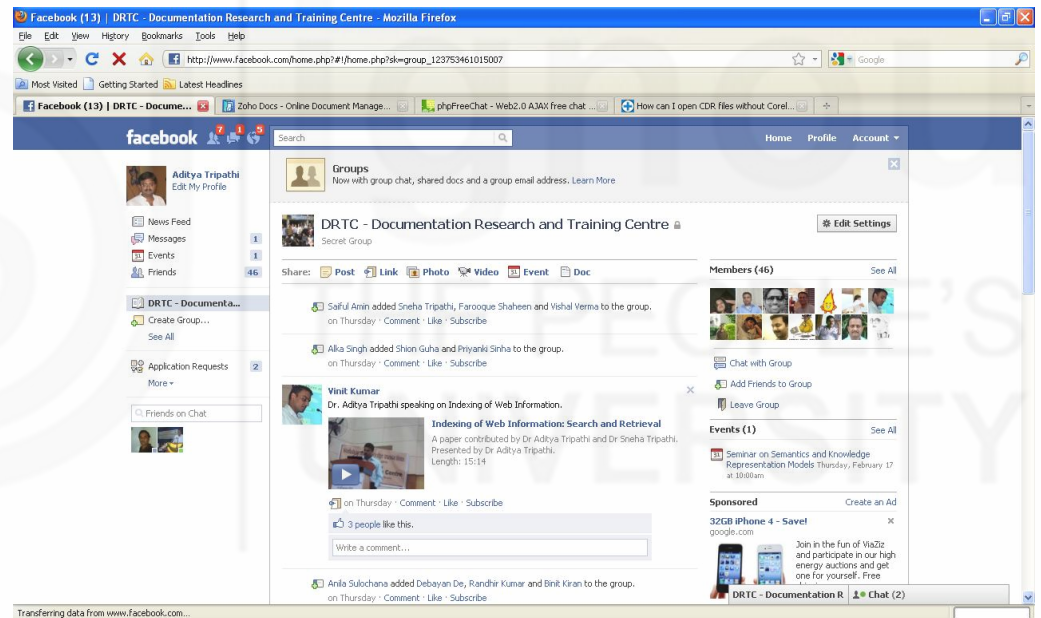 Facebook (13) | DRTC - Documentation Research and Training Centre - Mozilla Firefox
File Edit View History Bookmarks Tools Help
http://www.facebook.com/home.php?#!/home.php?sk=group_123753461015007
Google
Most Visited Getting Started Latest Headlines
Facebook (13) | DRTC - Docume... Zoho Docs - Online Document Manage... phpFreeChat - Web2.0 AJAX free chat ... How can I open CDR files without Corel...
facebook 7 1 5 Search Home Profile Account
Aditya Tripathi
Edit My Profile
News Feed
Messages 1
31 Events 1
Friends 46
DRTC - Documenta...
Create Group...
See All
Application Requests 2
More
Friends on Chat
Groups
Now with group chat, shared docs and a group email address. Learn More
DRTC - Documentation Research and Training Centre
Secret Group
Edit Settings
Share: Post Link Photo Video 31 Event Doc
Saiful Amin added Sneha Tripathi, Farooque Shaheen and Vishal Verma to the group.
on Thursday · Comment · Like · Subscribe
Alka Singh added Shion Guha and Priyanki Sinha to the group.
on Thursday · Comment · Like · Subscribe
Vinit Kumar
Dr. Aditya Tripathi speaking on Indexing of Web Information.
Indexing of Web Information: Search and Retrieval
A paper contributed by Dr Aditya Tripathi and Dr Sneha Tripathi.
Presented by Dr Aditya Tripathi.
Length: 15:14
on Thursday · Comment · Like · Subscribe
3 people like this.
Write a comment...
Anila Sulochana added Debayan De, Randhir Kumar and Binit Kiran to the group.
on Thursday · Comment · Like · Subscribe
Members (46) See All
Chat with Group
Add Friends to Group
Leave Group
Events (1) See All
31 Seminar on Semantics and Knowledge
Representation Models Thursday, February 17
at 10:00am
Sponsored Create an Ad
32GB iPhone 4 - Save!
google.com
Join in the fun of ViaZiz
and participate in our high
energy auctions and get
one for yourself. Free
DRTC - Documentation R Chat (2)
Transferring data from www.facebook.com...
THE PEOPLE'S
UNIVERSITY